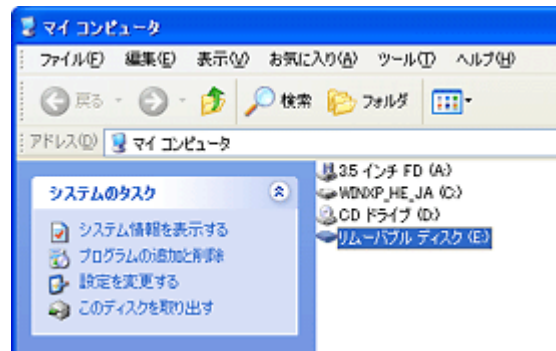 マイ コンピュータ
ファイル(F) 編集(E) 表示(V) お気に入り(A) ツール(T) ヘルプ(H)
戻る 検索 フォルダ
アドレス(D) マイ コンピュータ
3.5 インチ FD (A:)
WINXP_HE_JA (C:)
CD ドライブ (D:)
リムーバブル ディスク (E:)
システムのタスク
システム情報を表示する
プログラムの追加と削除
設定を変更する
このディスクを取り出す